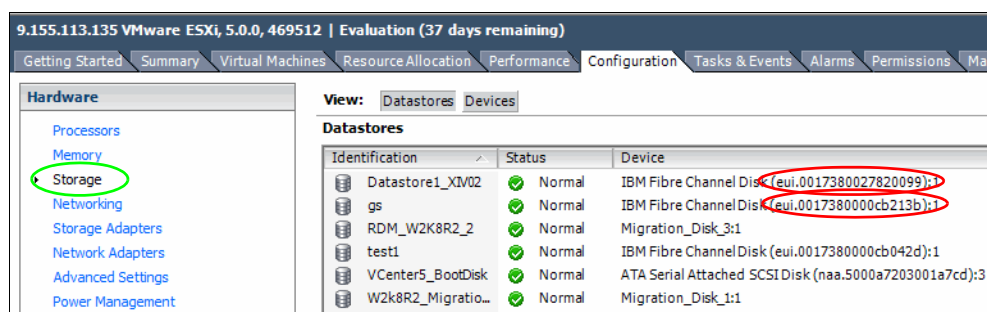 9.155.113.135 VMware ESXi, 5.0.0, 469512 | Evaluation (37 days remaining)
Getting Started Summary Virtual Machines Resource Allocation Performance Configuration Tasks & Events Alarms Permissions Ma
Hardware
Processors
Memory
Storage
Networking
Storage Adapters
Network Adapters
Advanced Settings
Power Management
View: Datastores Devices
Datastores
Identification Status Device
Datastore1_XIV02 Normal IBM Fibre Channel Disk (eui.0017380027820099):1
gs Normal IBM Fibre Channel Disk (eui.0017380000cb213b):1
RDM_W2K8R2_2 Normal Migration_Disk_3:1
test1 Normal IBM Fibre Channel Disk (eui.0017380000cb042d):1
VCenter5_BootDisk Normal ATA Serial Attached SCSI Disk (naa.5000a7203001a7cd):3
W2k8R2_Migratio... Normal Migration_Disk_1:1